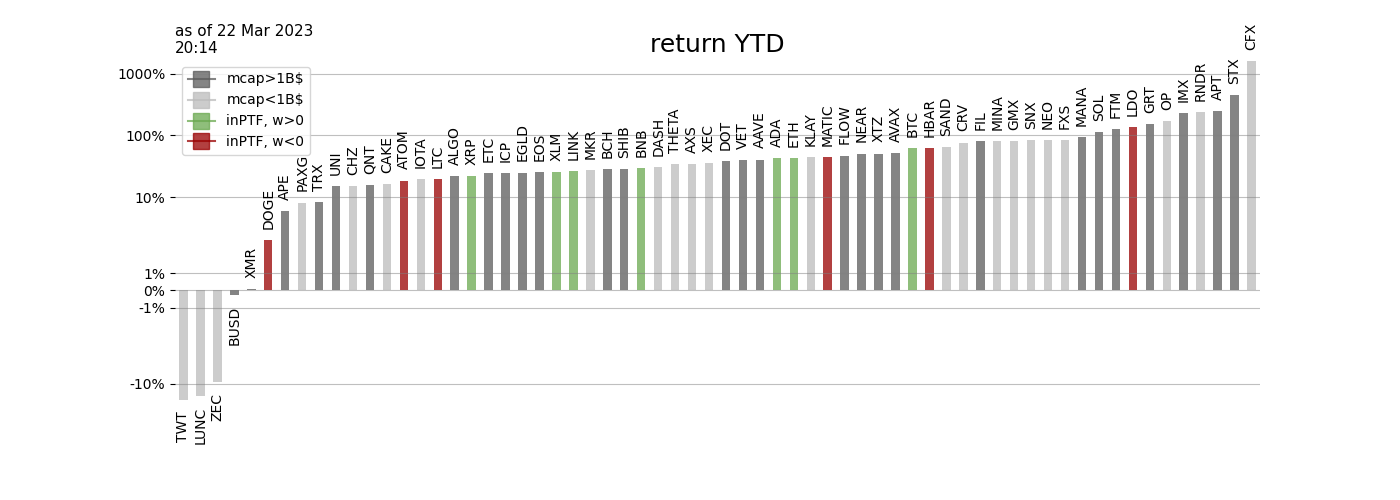 as of 22 Mar 2023
20:14
return YTD
mcap>1B$
mcap<1B$
inPTF, w>0
inPTF, w<0
1000%
100%
10%
1%
0%
-1%
-10%
TWT
LUNC
ZEC
BUSD
XMR
DOGE
APE
PAXG
TRX
UNI
CHZ
QNT
CAKE
ATOM
IOTA
LTC
ALGO
XRP
ETC
ICP
EGLD
EOS
XLM
LINK
MKR
BCH
SHIB
BNB
DASH
THETA
AXS
XEC
DOT
VET
AAVE
ADA
ETH
KLAY
MATIC
FLOW
NEAR
XTZ
AVAX
BTC
HBAR
SAND
CRV
FIL
MINA
GMX
SNX
NEO
FXS
MANA
SOL
FTM
LDO
GRT
OP
IMX
RNDR
APT
STX
CFX